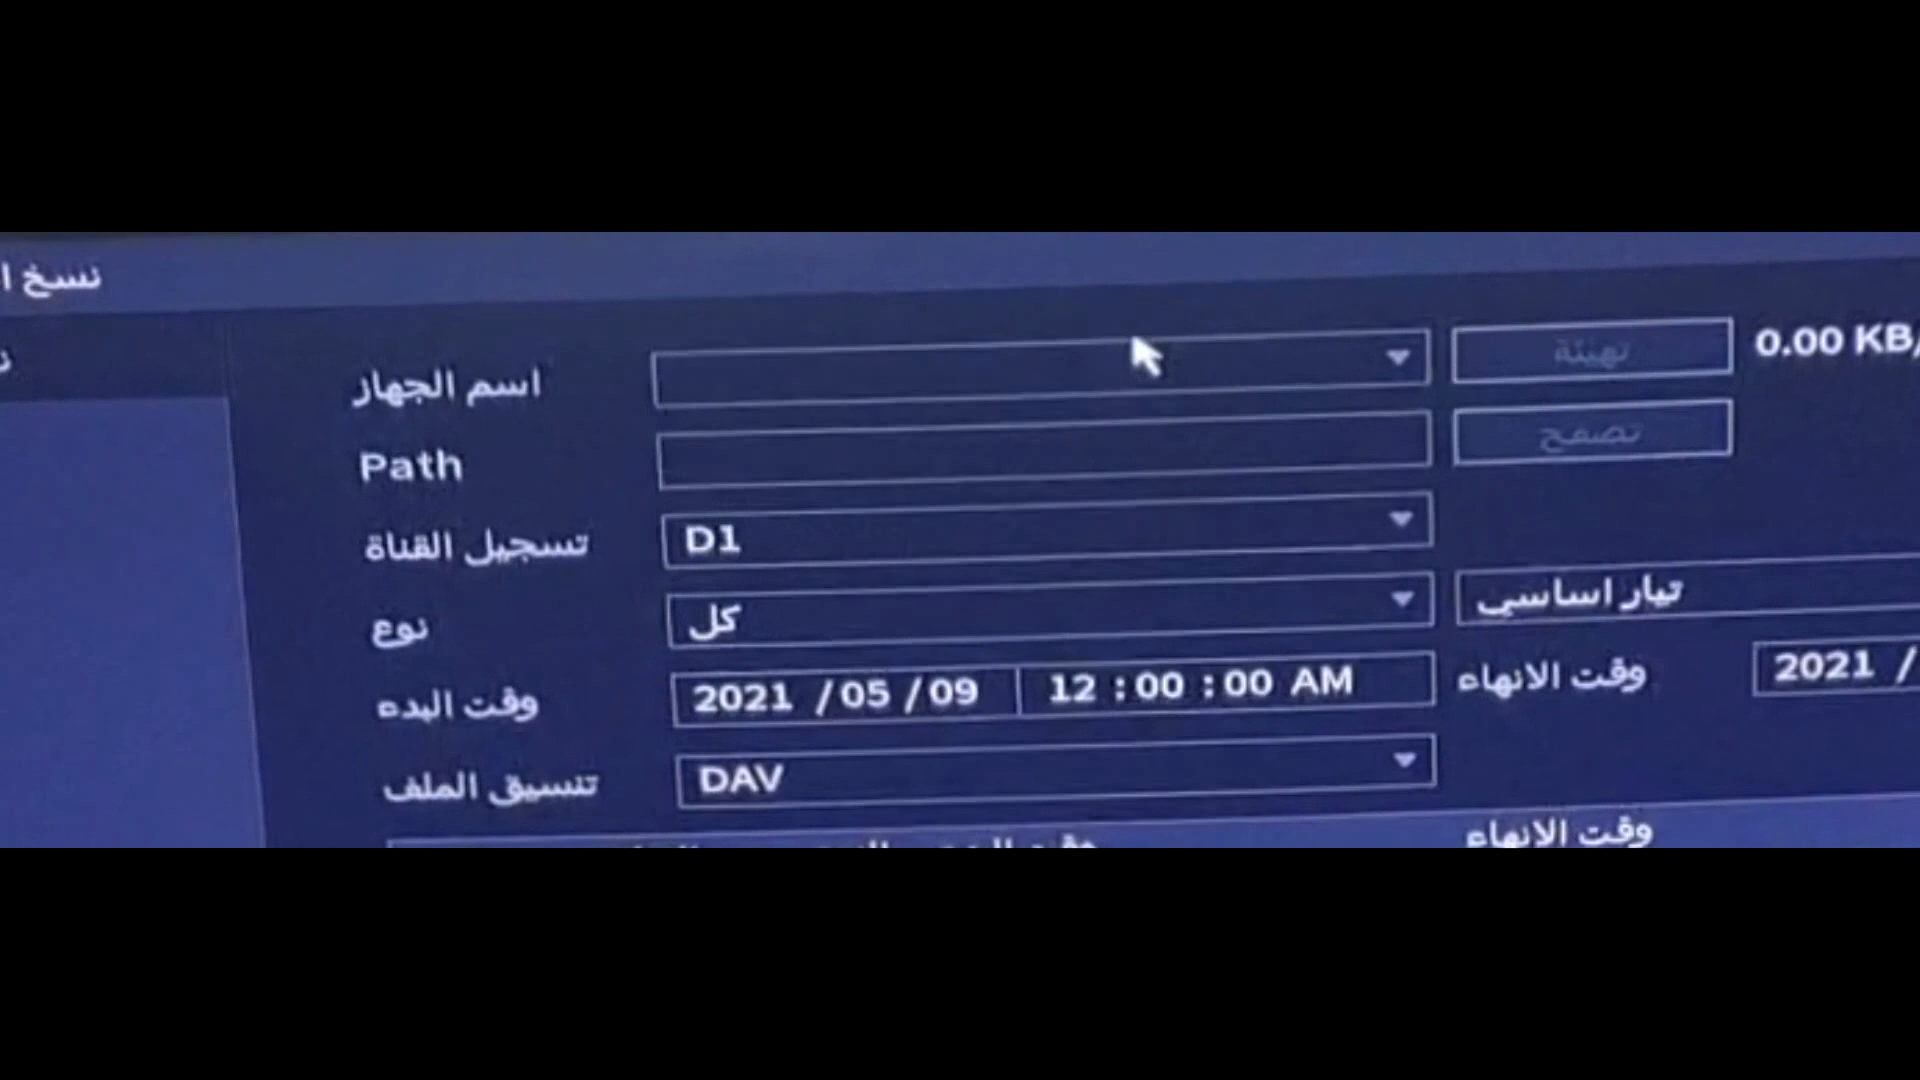 نسخ ا
اسم الجهاز تهيئة 0.00 KB/
Path تصفح
تسجيل القناة D1
نوع كل تيار اساسي
وقت البدء 2021 /05 /09 12 :00 :00 AM وقت الانهاء 2021 /
تنسيق الملف DAV
وقت الانهاء